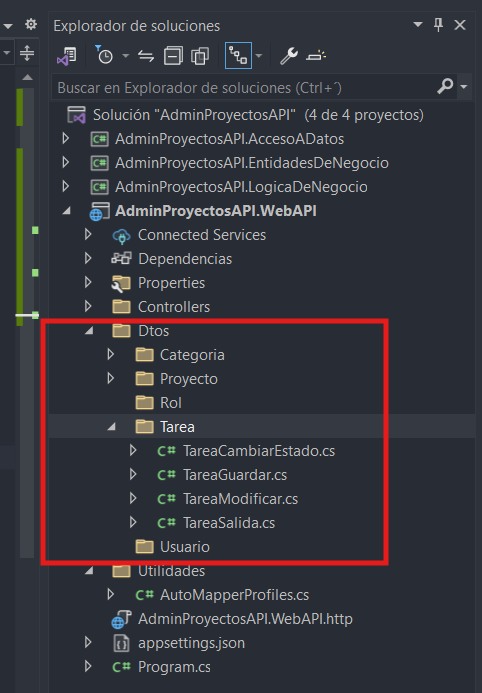 Explorador de soluciones
Buscar en Explorador de soluciones (Ctrl+´)
Solución "AdminProyectosAPI" (4 de 4 proyectos)
C# AdminProyectosAPI.AccesoADatos
C# AdminProyectosAPI.EntidadesDeNegocio
C# AdminProyectosAPI.LogicaDeNegocio
AdminProyectosAPI.WebAPI
Connected Services
Dependencias
Properties
Controllers
Dtos
Categoria
Proyecto
Rol
Tarea
C# TareaCambiarEstado.cs
C# TareaGuardar.cs
C# TareaModificar.cs
C# TareaSalida.cs
Usuario
Utilidades
C# AutoMapperProfiles.cs
AdminProyectosAPI.WebAPI.http
appsettings.json
C# Program.cs